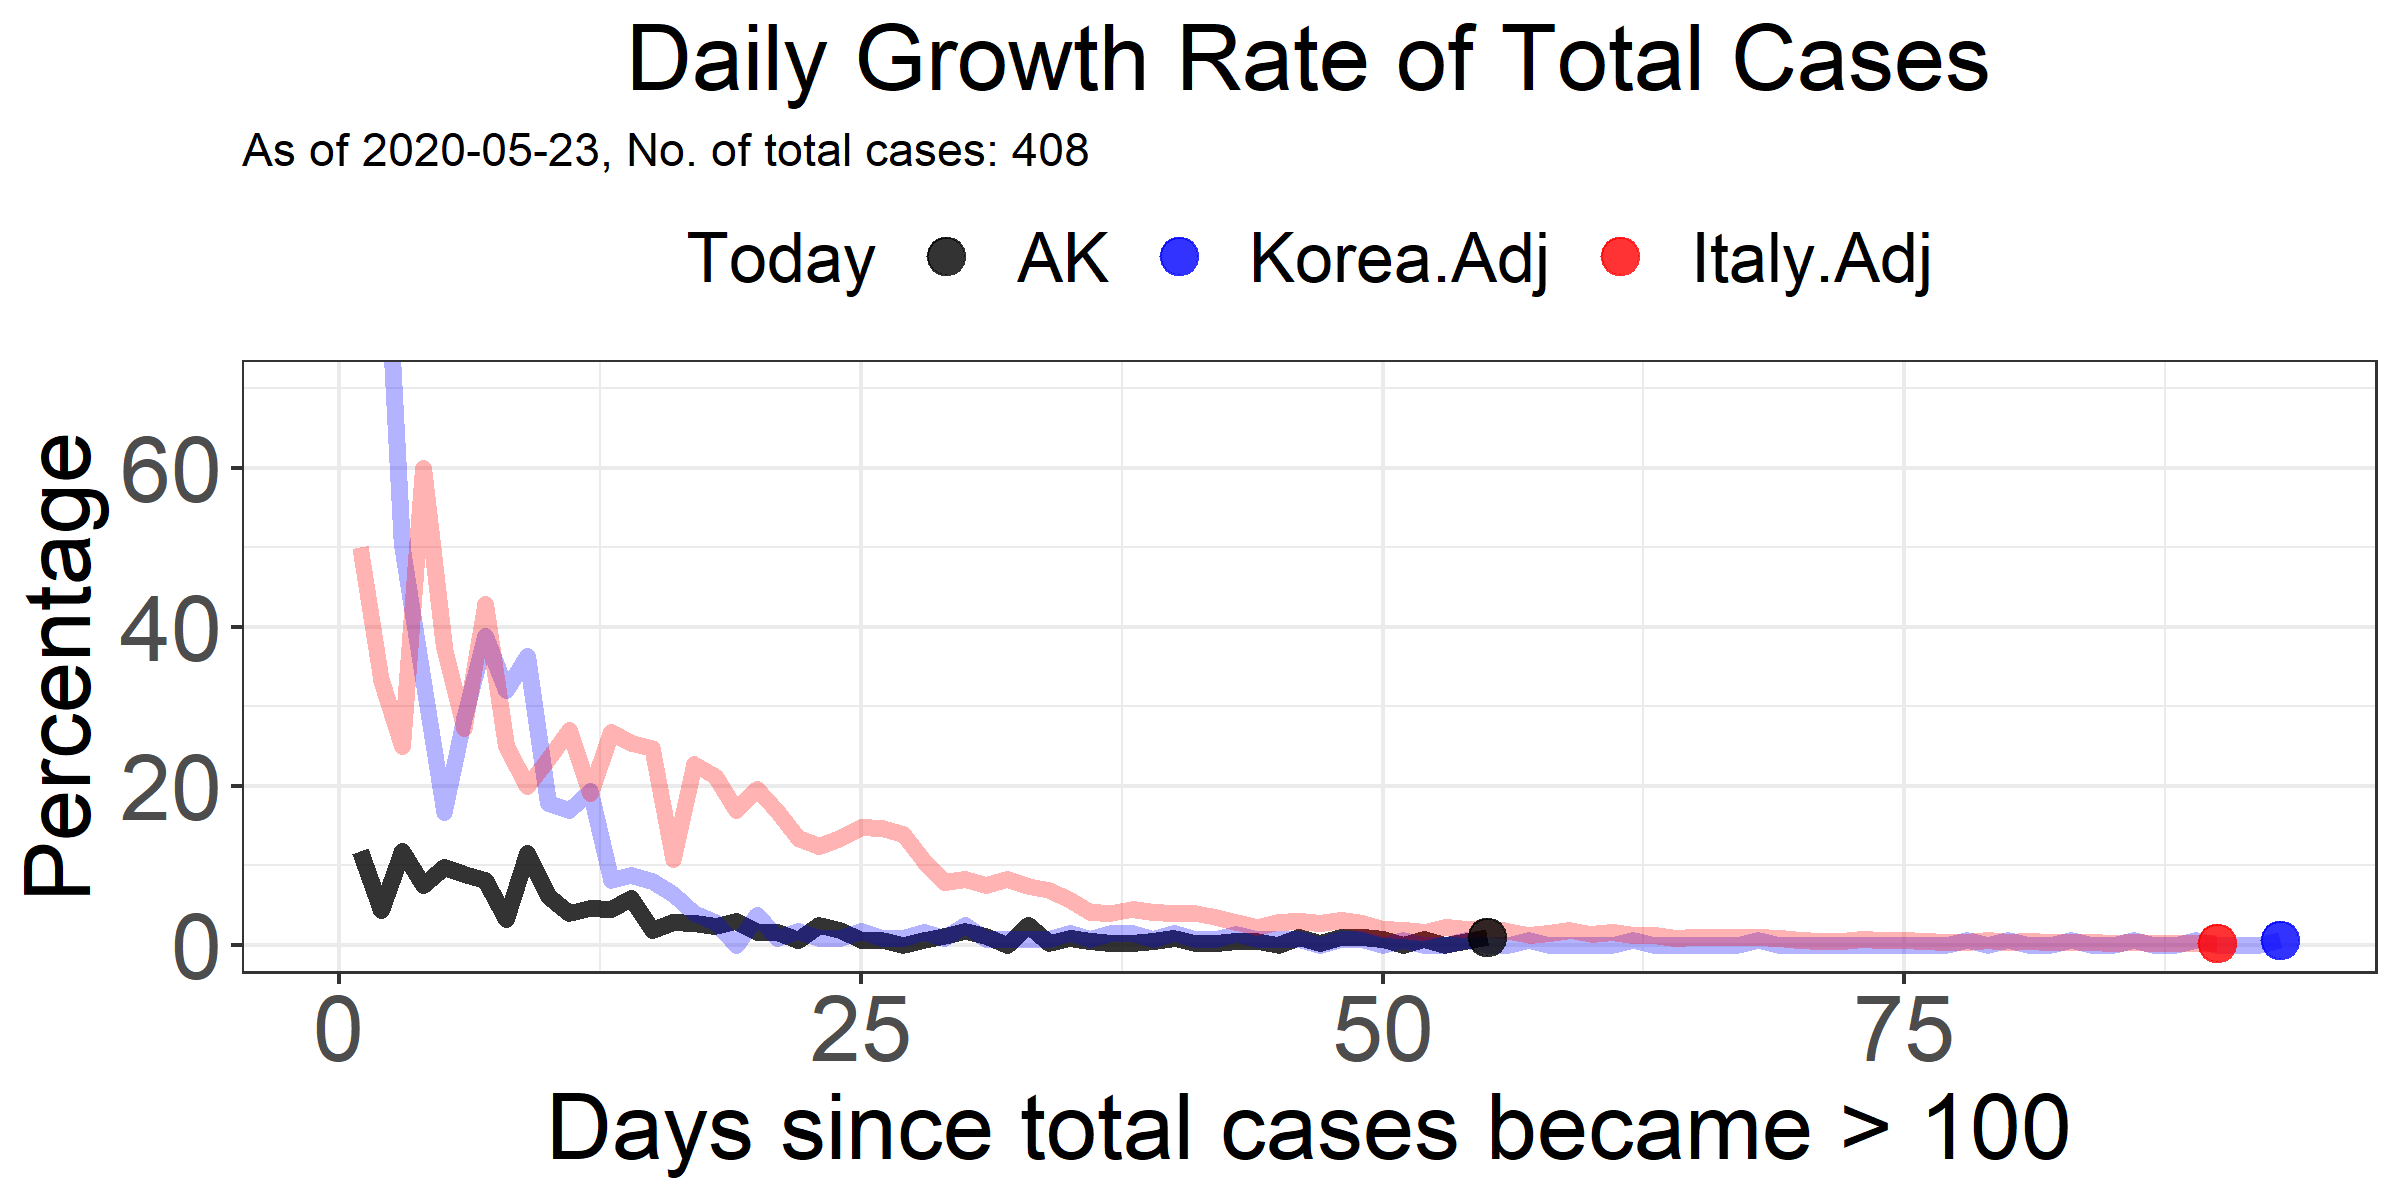 Daily Growth Rate of Total Cases
As of 2020-05-23, No. of total cases: 408
Today AK Korea.Adj Italy.Adj
Percentage
60
40
20
0
0 25 50 75
Days since total cases became > 100